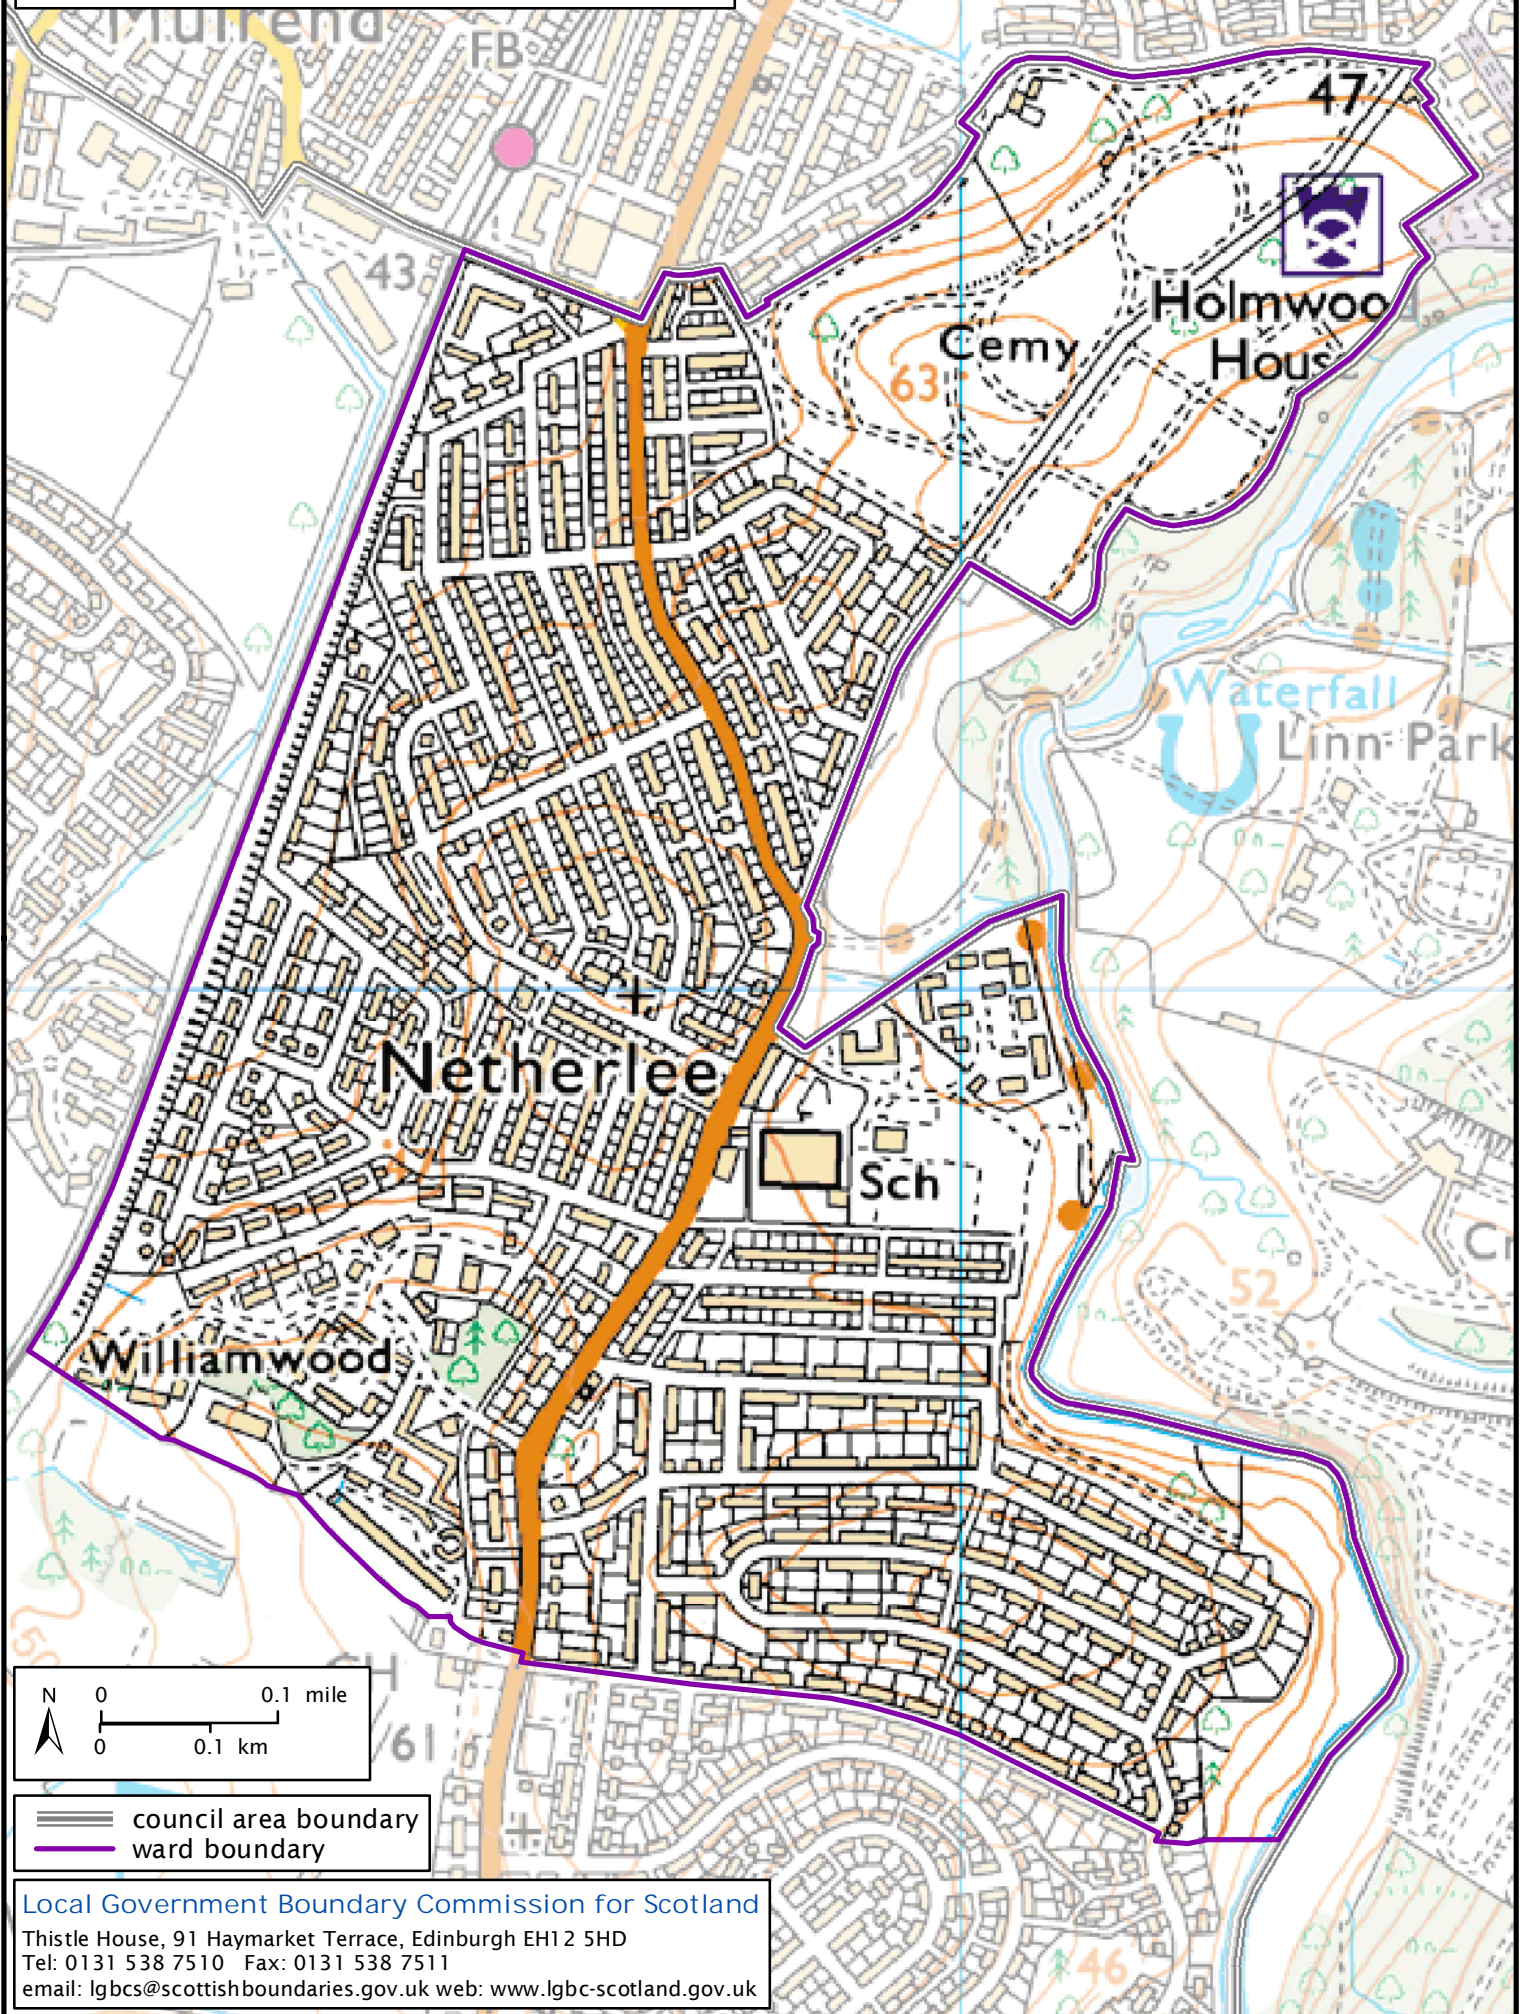 Muirend
FB
47
43
Holmwood
House
Cemy
63
Waterfall
Linn Park
Netherlee
Sch
52
Williamwood
50
CH
/61
46
N 0 0.1 mile
0 0.1 km
council area boundary
ward boundary
Local Government Boundary Commission for Scotland
Thistle House, 91 Haymarket Terrace, Edinburgh EH12 5HD
Tel: 0131 538 7510 Fax: 0131 538 7511
email: lgbcs@scottishboundaries.gov.uk web: www.lgbc-scotland.gov.uk